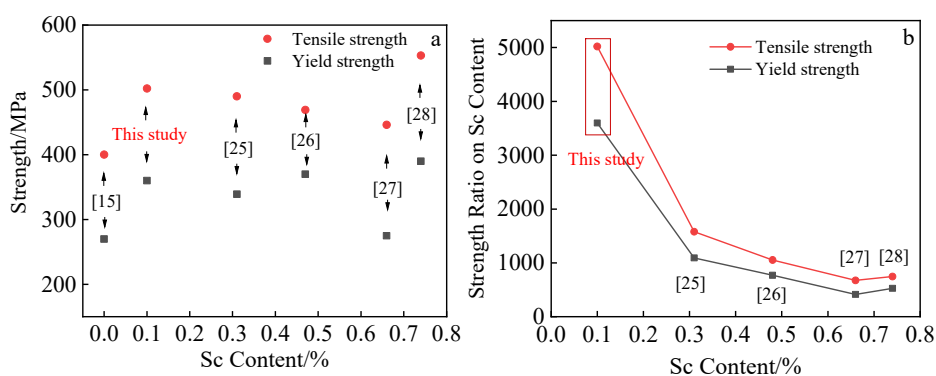 a
Tensile strength
Yield strength
Strength/MPa
600
500
400
300
200
[15]
This study
[25]
[26]
[27]
[28]
0.0 0.1 0.2 0.3 0.4 0.5 0.6 0.7 0.8
Sc Content/%
b
Tensile strength
Yield strength
Strength Ratio on Sc Content
5000
4000
3000
2000
1000
0
This study
[25]
[26]
[27]
[28]
0.0 0.1 0.2 0.3 0.4 0.5 0.6 0.7 0.8
Sc Content/%